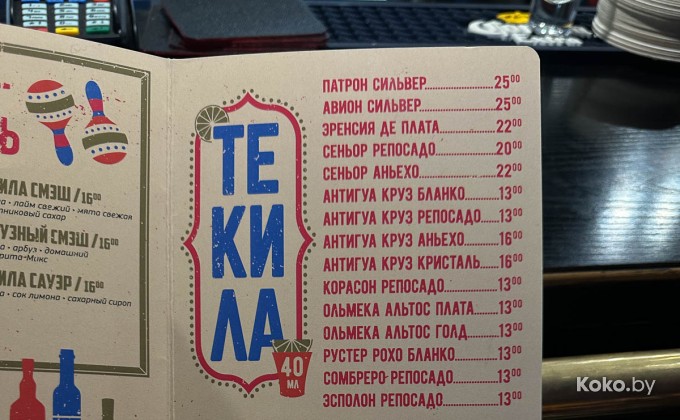 ИЛА СМЭШ / 16⁰⁰
лайм свежий • мята свежая
тниковый сахар
УЗНЫЙ СМЭШ / 16⁰⁰
• арбуз • домашний
рита-Микс
ИЛА САУЭР / 16⁰⁰
• сок лимона • сахарный сироп
ТЕ
КИ
ЛА
40
МЛ
ПАТРОН СИЛЬВЕР 25⁰⁰
АВИОН СИЛЬВЕР 25⁰⁰
ЭРЕНСИЯ ДЕ ПЛАТА 22⁰⁰
СЕНЬОР РЕПОСАДО 20⁰⁰
СЕНЬОР АНЬЕХО 22⁰⁰
АНТИГУА КРУЗ БЛАНКО 13⁰⁰
АНТИГУА КРУЗ РЕПОСАДО 13⁰⁰
АНТИГУА КРУЗ АНЬЕХО 16⁰⁰
АНТИГУА КРУЗ КРИСТАЛЬ 16⁰⁰
КОРАСОН РЕПОСАДО 13⁰⁰
ОЛЬМЕКА АЛЬТОС ПЛАТА 13⁰⁰
ОЛЬМЕКА АЛЬТОС ГОЛД 13⁰⁰
РУСТЕР РОХО БЛАНКО 13⁰⁰
СОМБРЕРО РЕПОСАДО 13⁰⁰
ЭСПОЛОН РЕПОСАДО 13⁰⁰
Koko.by